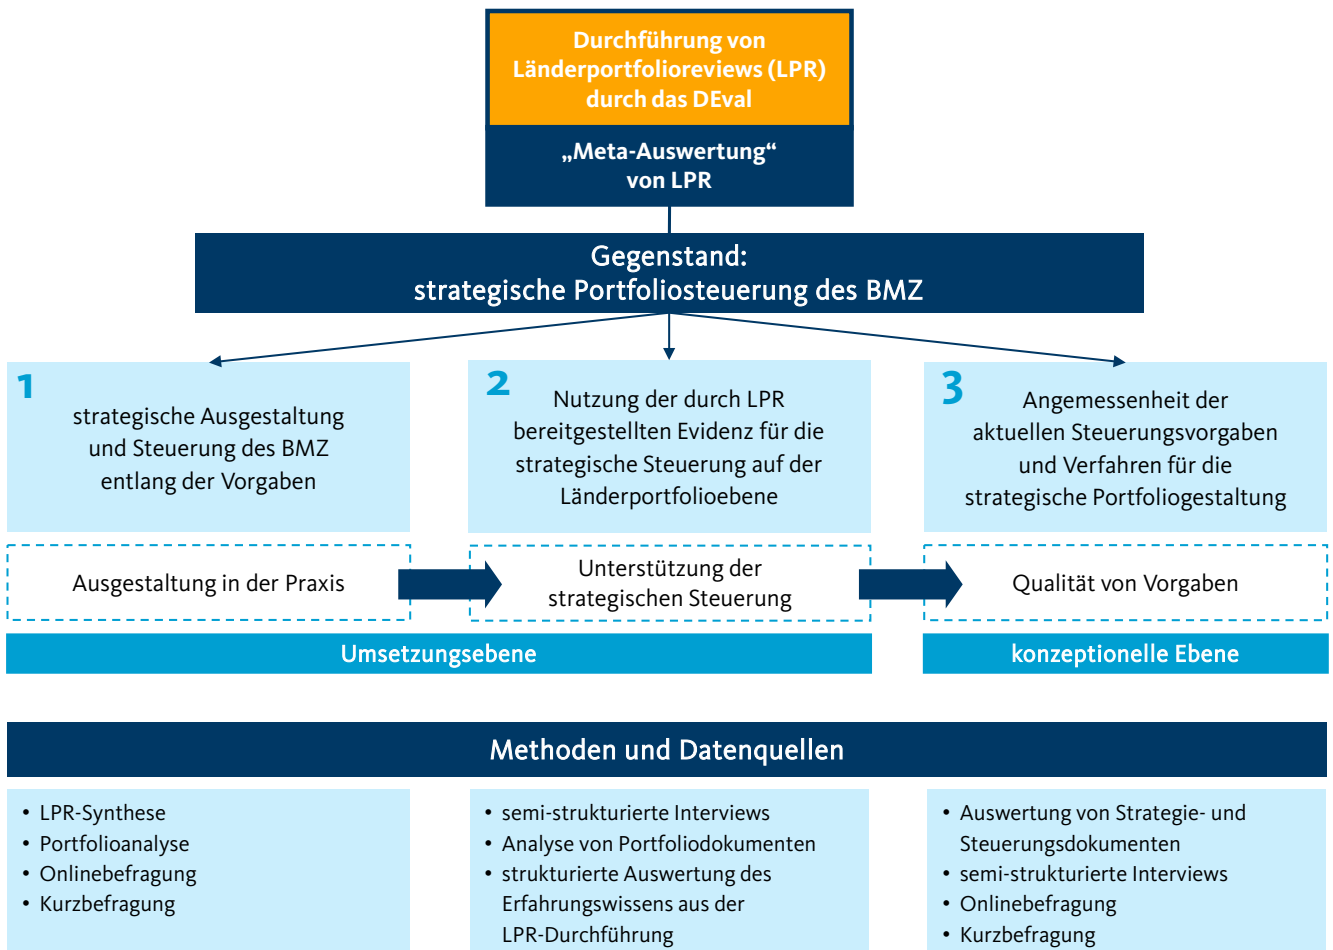 Durchführung von
Länderportfolioreviews (LPR)
durch das DEval
„Meta-Auswertung“
von LPR
Gegenstand:
strategische Portfoliosteuerung des BMZ
1
strategische Ausgestaltung
und Steuerung des BMZ
entlang der Vorgaben
2
Nutzung der durch LPR
bereitgestellten Evidenz für die
strategische Steuerung auf der
Länderportfolioebene
3
Angemessenheit der
aktuellen Steuerungsvorgaben
und Verfahren für die
strategische Portfoliogestaltung
Ausgestaltung in der Praxis
Unterstützung der
strategischen Steuerung
Qualität von Vorgaben
Umsetzungsebene
konzeptionelle Ebene
Methoden und Datenquellen
• LPR-Synthese
• Portfolioanalyse
• Onlinebefragung
• Kurzbefragung
• semi-strukturierte Interviews
• Analyse von Portfoliodokumenten
• strukturierte Auswertung des
Erfahrungswissens aus der
LPR-Durchführung
• Auswertung von Strategie- und
Steuerungsdokumenten
• semi-strukturierte Interviews
• Onlinebefragung
• Kurzbefragung